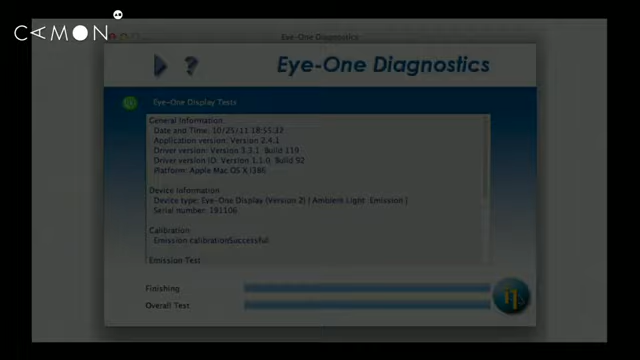 CAMON
Eye-One Diagnostics
Eye-One Diagnostics
Eye-One Display Tests
General Information
Date and Time: 10/25/11 18:55:32
Application version: Version 2.4.1
Driver version: Version 3.3.1 Build 119
Driver version ID: Version 1.1.0 Build 52
Platform: Apple Mac OS X i386
Device Information
Device type: Eye-One Display (Version 2) [ Ambient Light Emission ]
Serial number: 191106
Calibration
Emission calibrationSuccessful
Emission Test
Finishing
Overall Test
i1